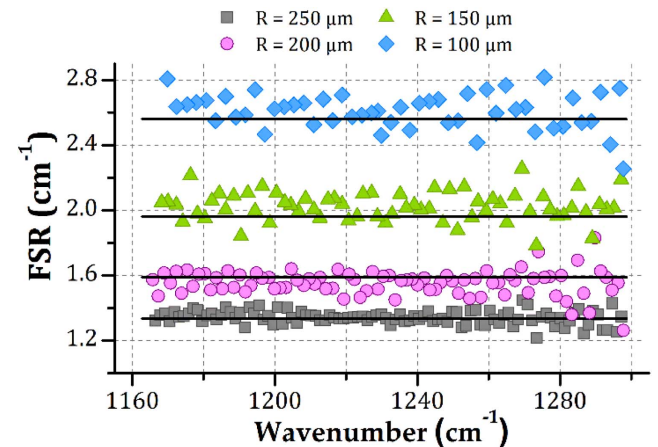 R = 250 μm R = 150 μm
R = 200 μm R = 100 μm
2.8
2.4
2.0
1.6
1.2
FSR (cm⁻¹)
1160 1200 1240 1280
Wavenumber (cm⁻¹)